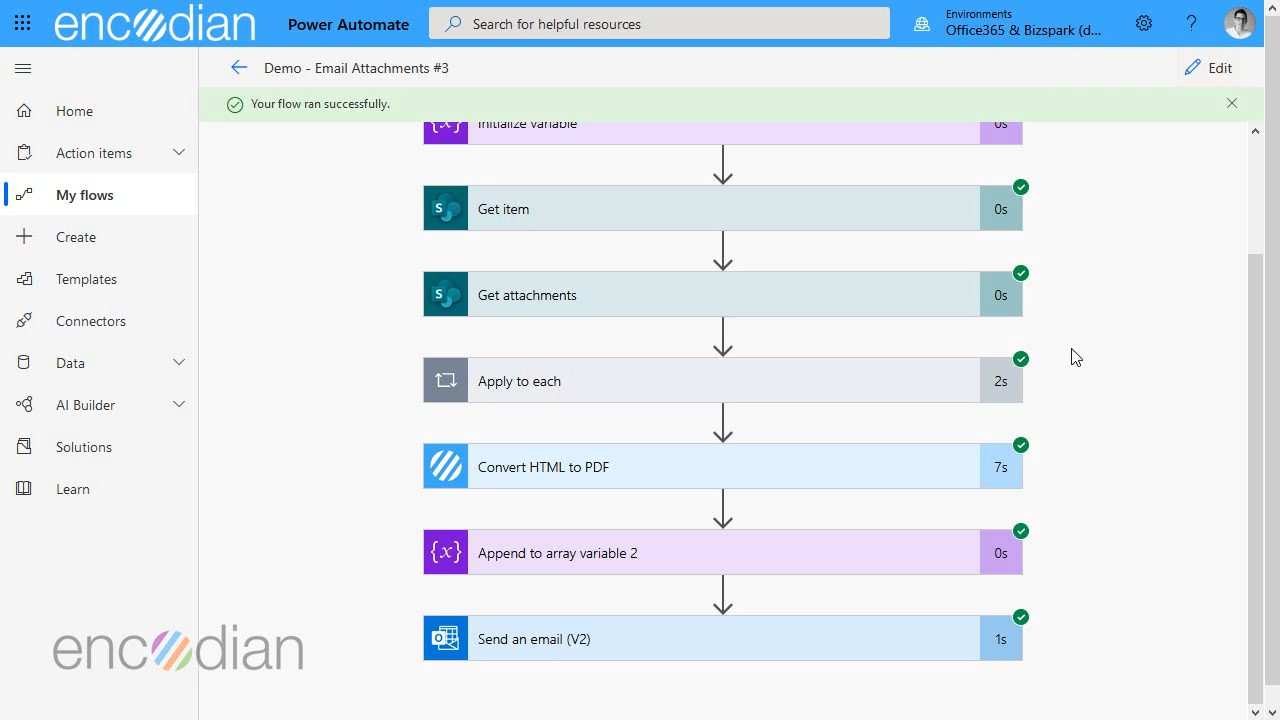 encodian
Power Automate
Search for helpful resources
Environments
Office365 & Bizspark (d...
Demo - Email Attachments #3
Edit
Your flow ran successfully.
Home
Action items
My flows
Create
Templates
Connectors
Data
AI Builder
Solutions
Learn
{x} Initialize variable 0s
S Get item 0s
S Get attachments 0s
Apply to each 2s
Convert HTML to PDF 7s
{x} Append to array variable 2 0s
Send an email (V2) 1s
encodian